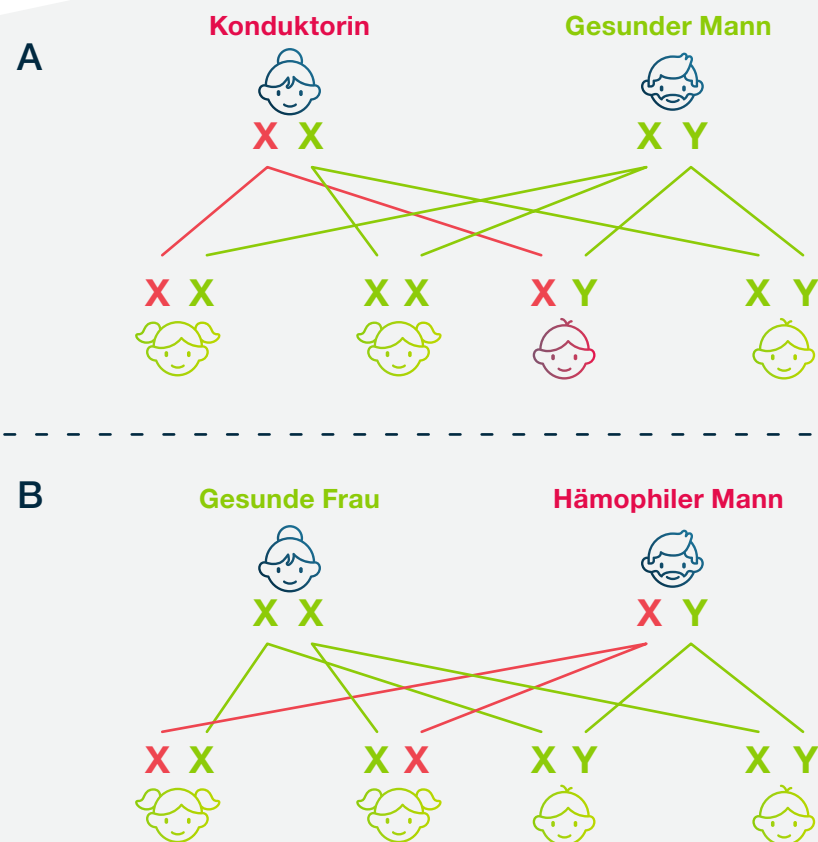 A
Konduktorin
Gesunder Mann
X X
X Y
X X
X X
X Y
X Y
B
Gesunde Frau
Hämophiler Mann
X X
X Y
X X
X X
X Y
X Y